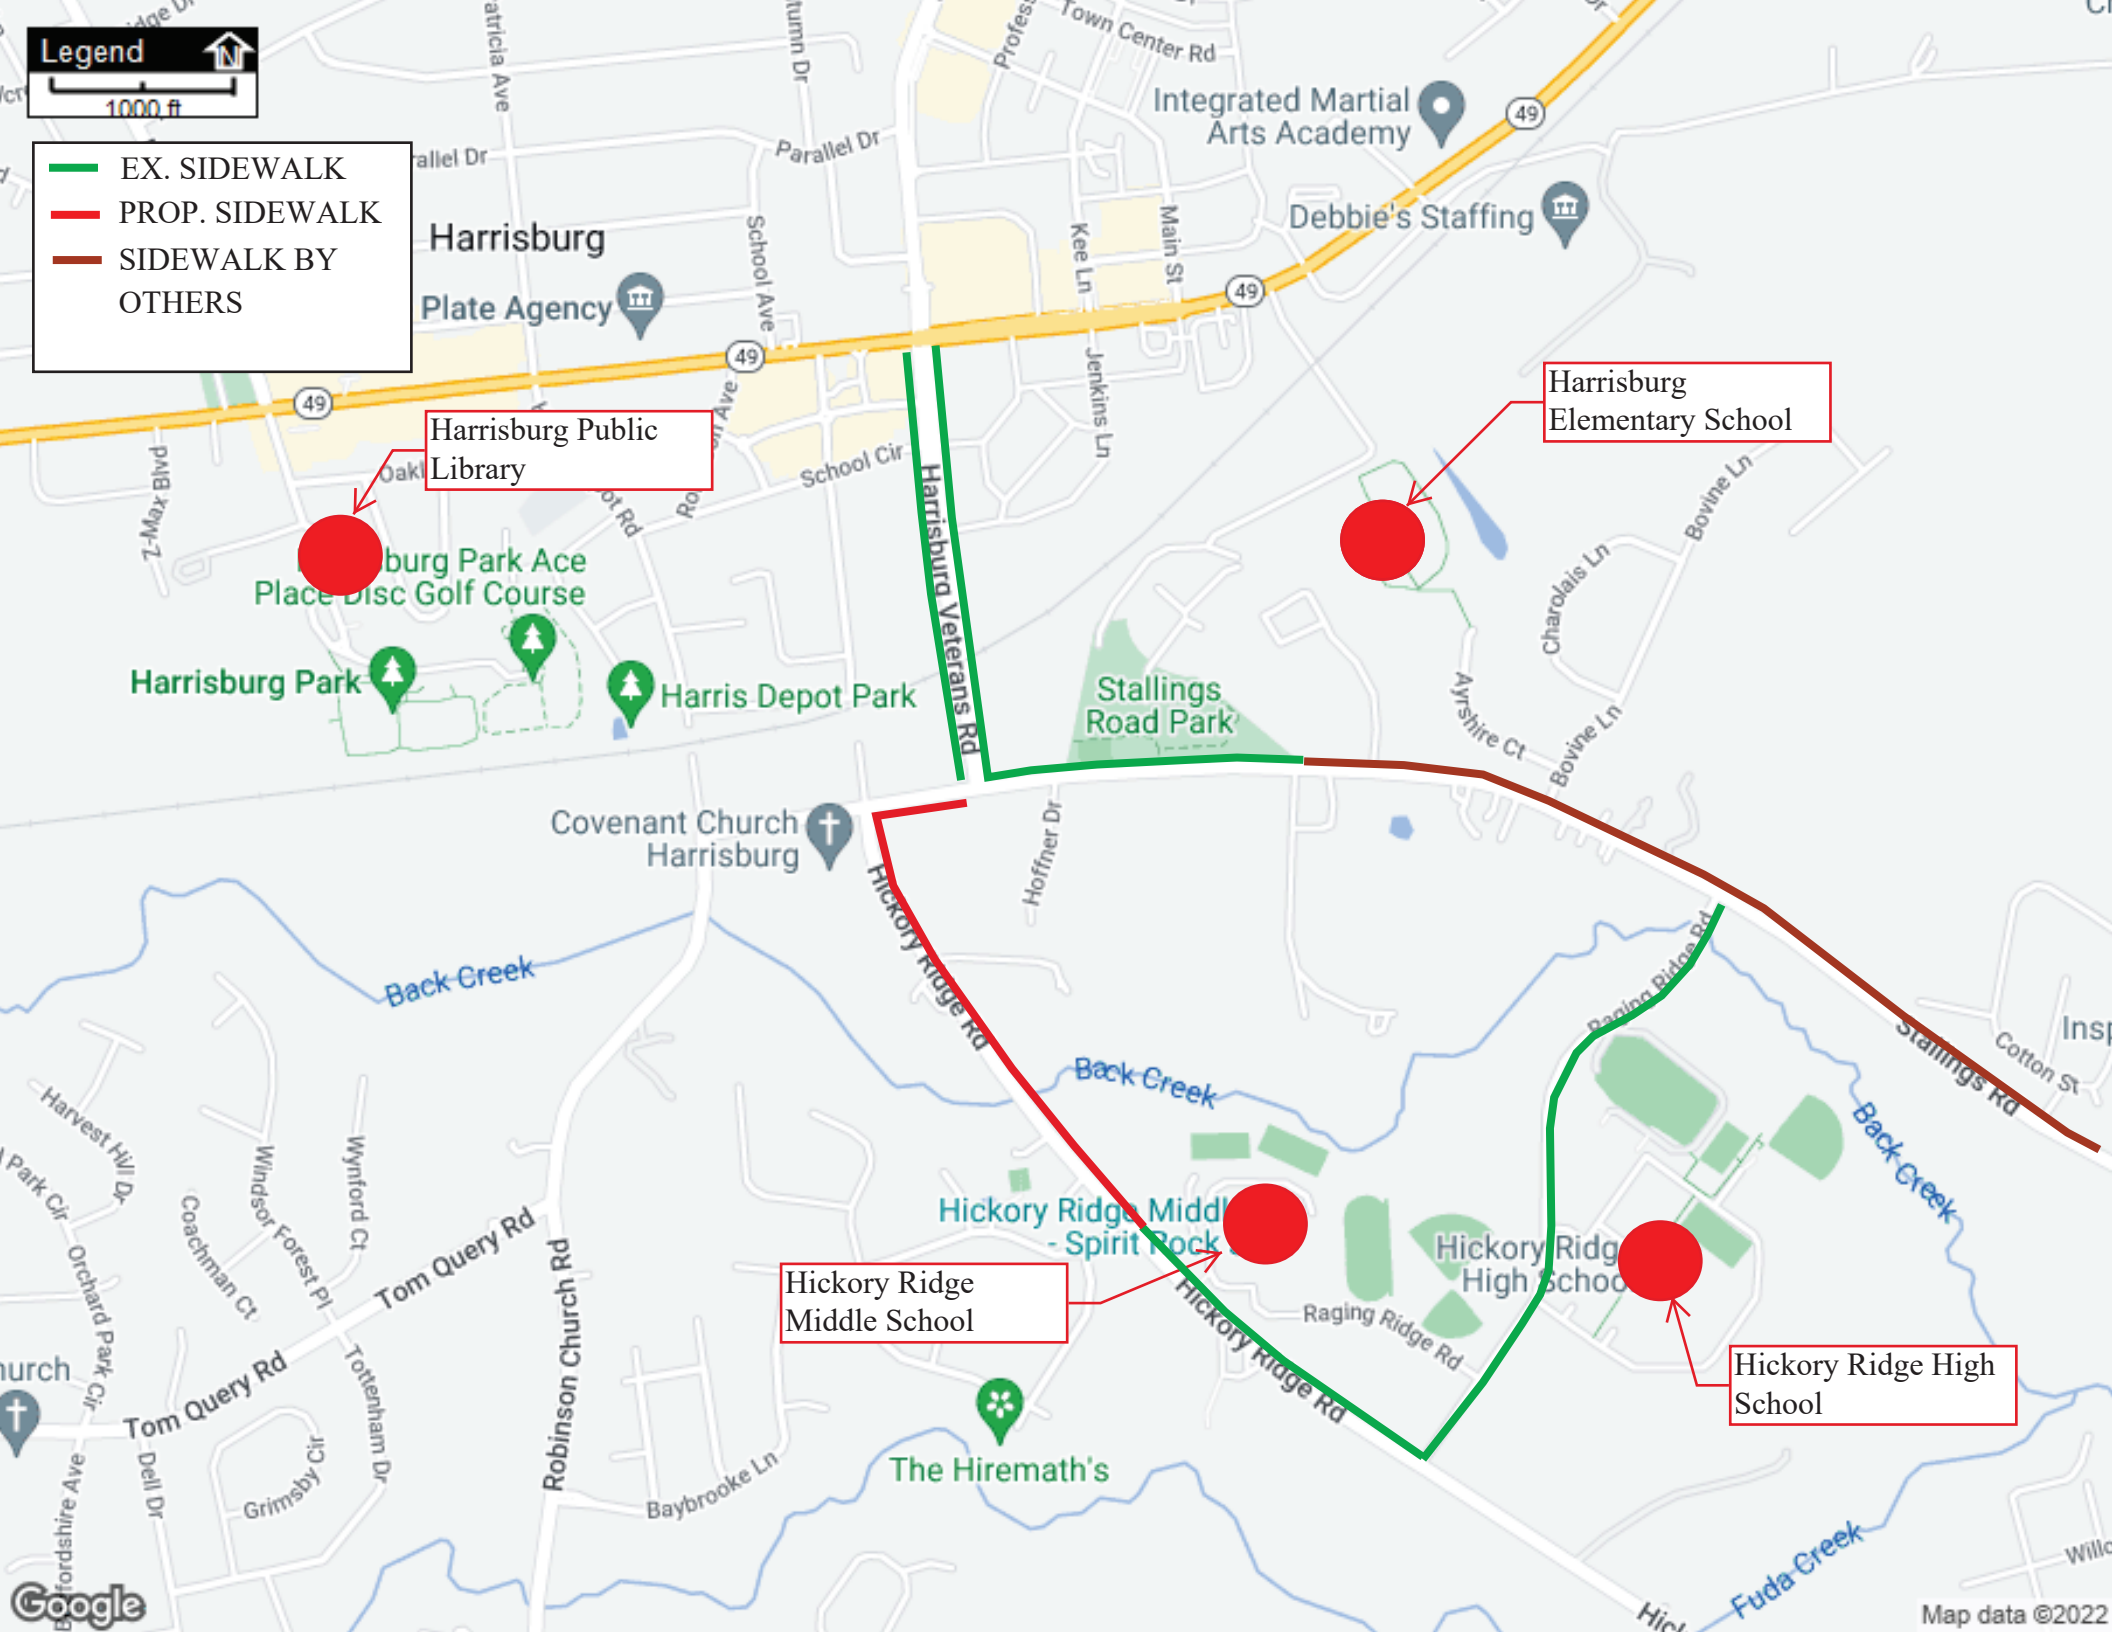 Legend
N
1000 ft
EX. SIDEWALK
PROP. SIDEWALK
SIDEWALK BY
OTHERS
Town Center Rd
Integrated Martial
Arts Academy
49
Parallel Dr
Harrisburg
School Ave
Kee Ln
Main St
Debbie's Staffing
Plate Agency
49
49
49
Jenkins Ln
Harrisburg
Elementary School
Harrisburg Public
Library
Z-Max Blvd
School Cir
Harrisburg Veterans Rd
Bovine Ln
Charolais Ln
Place Disc Golf Course
Harrisburg Park
Harris Depot Park
Stallings
Road Park
Ayrshire Ct
Bovine Ln
Covenant Church
Harrisburg
Hoffner Dr
Hickory Ridge Rd
Raging Ridge Rd
Back Creek
Back Creek
Back Creek
Stallings Rd
Cotton St
Harvest Hill Dr
Park Cir
Windsor Forest Pl
Wynford Ct
Coachman Ct
Orchard Park Cir
Tom Query Rd
Tom Query Rd
Robinson Church Rd
Tottenham Dr
Dell Dr
Grimsby Cir
Baybrooke Ln
Hickory Ridge Middl
- Spirit Rock
Hickory Ridge
Middle School
Hickory Ridge Rd
Raging Ridge Rd
Hickory Ridg
High Schoo
Hickory Ridge High
School
The Hiremath's
Fuda Creek
Google
Map data ©2022